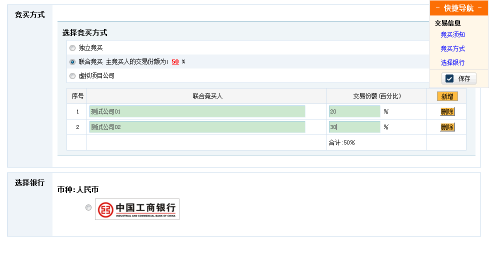 竞买方式
选择竞买方式
独立竞买
联合竞买 主竞买人的交易份额为: 50 %
虚拟项目公司
序号 联合竞买人 交易份额(百分比) 新增
1 测试公司01 20 % 删除
2 测试公司02 30 % 删除
合计:50%
选择银行
币种:人民币
中国工商银行
INDUSTRIAL AND COMMERCIAL BANK OF CHINA
- 快捷导航 -
交易信息
竞买须知
竞买方式
选择银行
保存